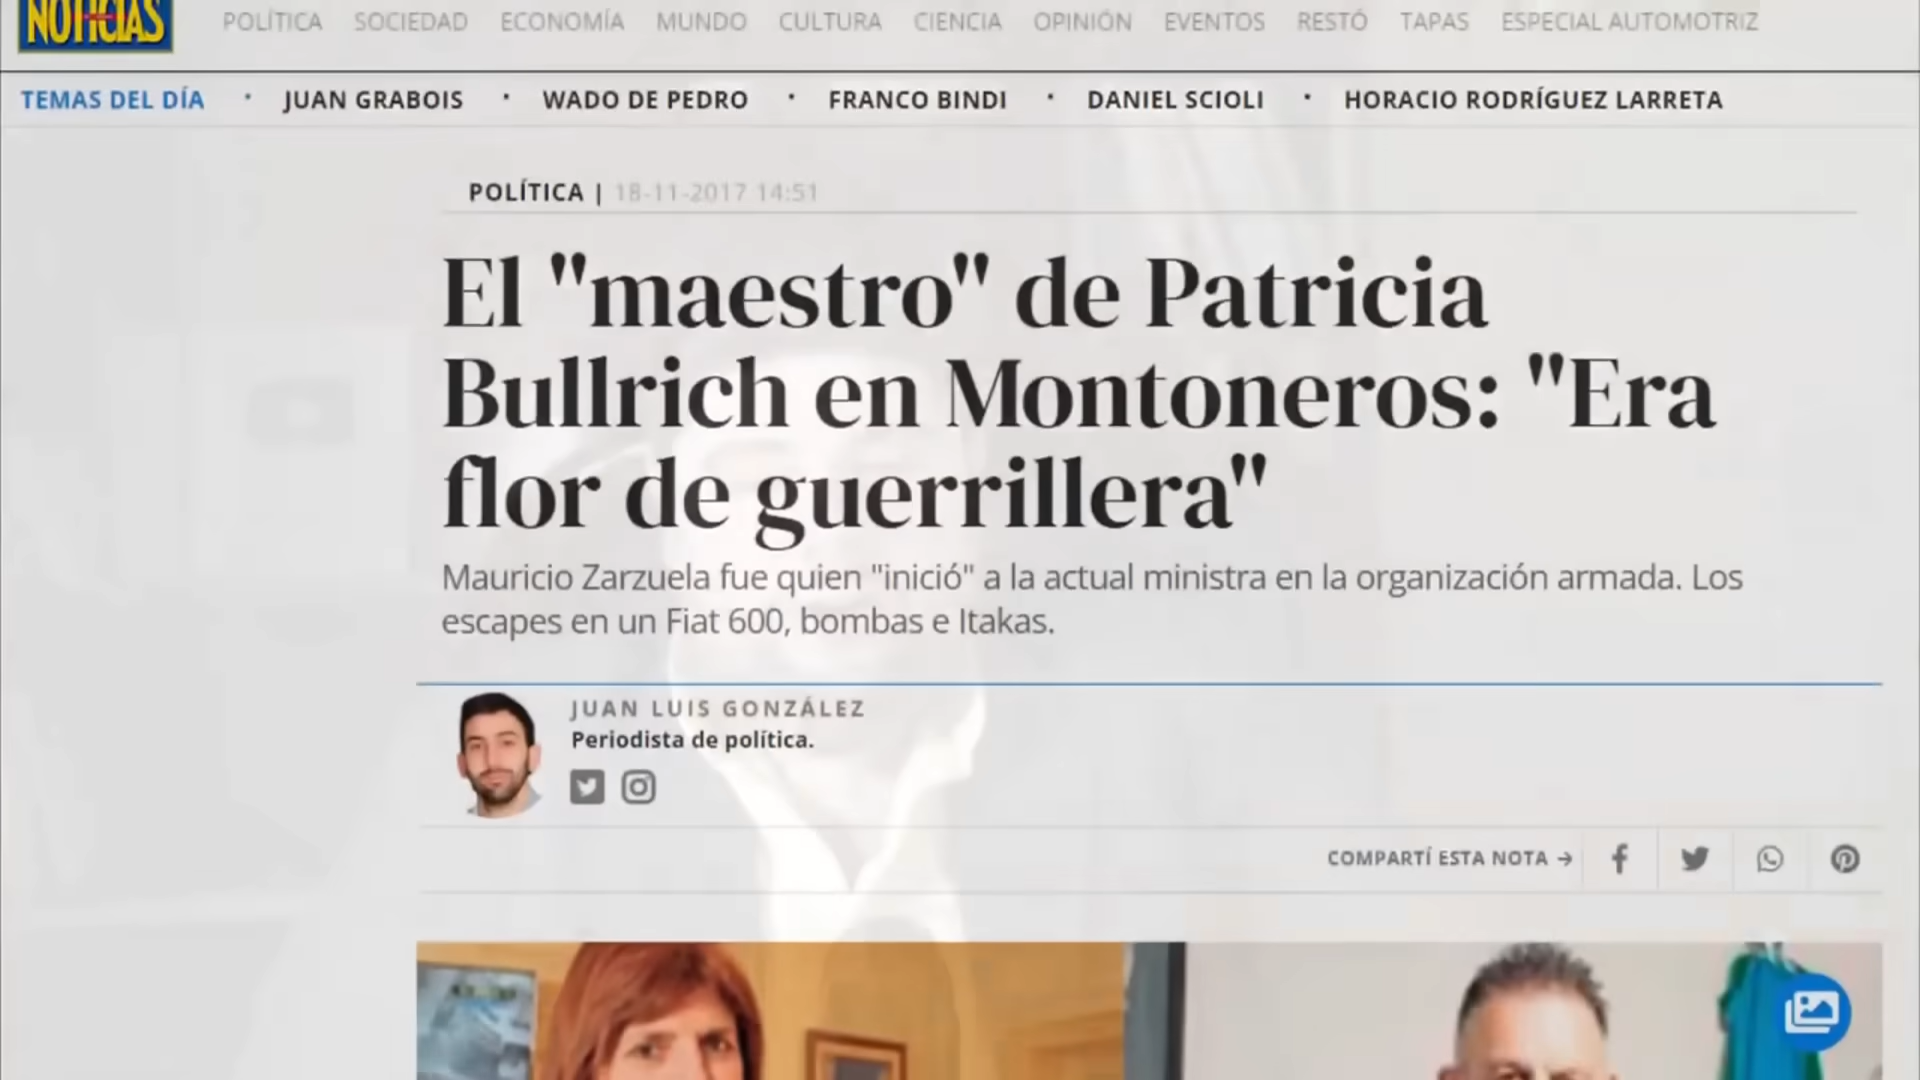 NOTICIAS
POLÍTICA SOCIEDAD ECONOMÍA MUNDO CULTURA CIENCIA OPINIÓN EVENTOS RESTÓ TAPAS ESPECIAL AUTOMOTRIZ
TEMAS DEL DÍA · JUAN GRABOIS · WADO DE PEDRO · FRANCO BINDI · DANIEL SCIOLI · HORACIO RODRÍGUEZ LARRETA
POLÍTICA | 18-11-2017 14:51
El "maestro" de Patricia
Bullrich en Montoneros: "Era
flor de guerrillera"
Mauricio Zarzuela fue quien "inició" a la actual ministra en la organización armada. Los
escapes en un Fiat 600, bombas e Itakas.
JUAN LUIS GONZÁLEZ
Periodista de política.
COMPARTÍ ESTA NOTA →